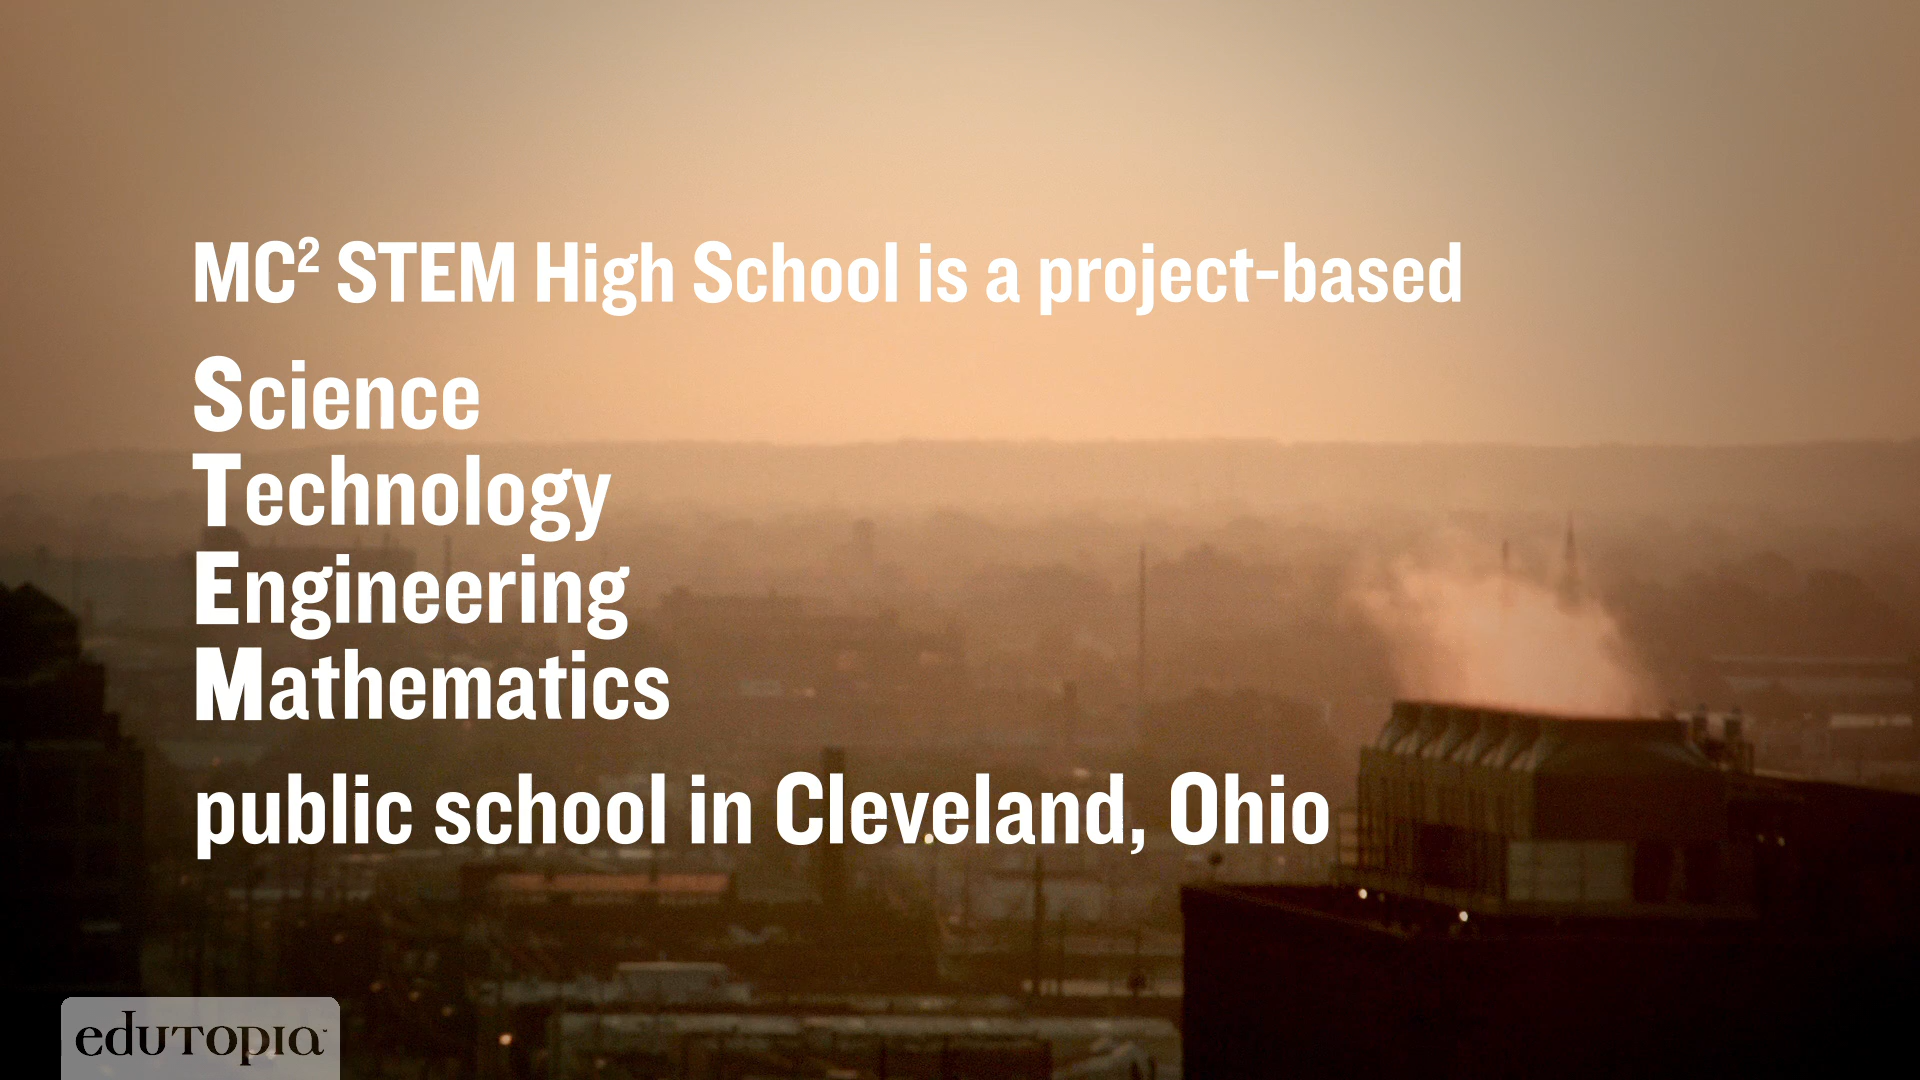 MC² STEM High School is a project-based
Science
Technology
Engineering
Mathematics
public school in Cleveland, Ohio
edUTOPIA